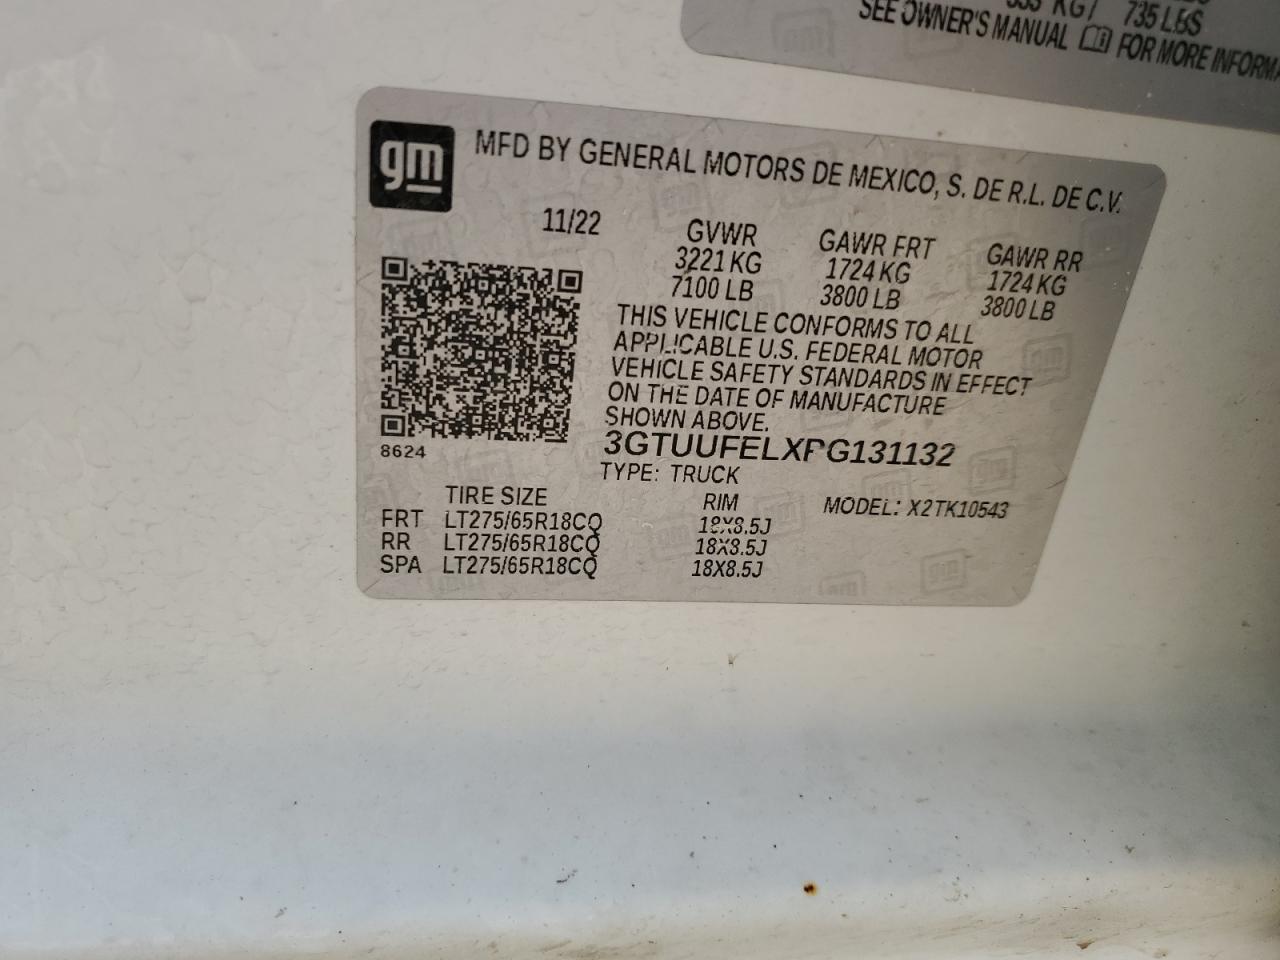 735 LBS
SEE OWNER'S MANUAL FOR MORE
gm
MFD BY GENERAL MOTORS DE MEXICO, S. DE R.L. DE C.V.
11/22 GVWR GAWR FRT GAWR RR
3221 KG 1724 KG 1724 KG
7100 LB 3800 LB 3800 LB
THIS VEHICLE CONFORMS TO ALL
APPLICABLE U.S. FEDERAL MOTOR
VEHICLE SAFETY STANDARDS IN EFFECT
ON THE DATE OF MANUFACTURE
SHOWN ABOVE.
8624
3GTUUFELXPG131132
TYPE: TRUCK
TIRE SIZE RIM MODEL: X2TK10543
FRT LT275/65R18CQ 18X8.5J
RR LT275/65R18CQ 18X8.5J
SPA LT275/65R18CQ 18X8.5J